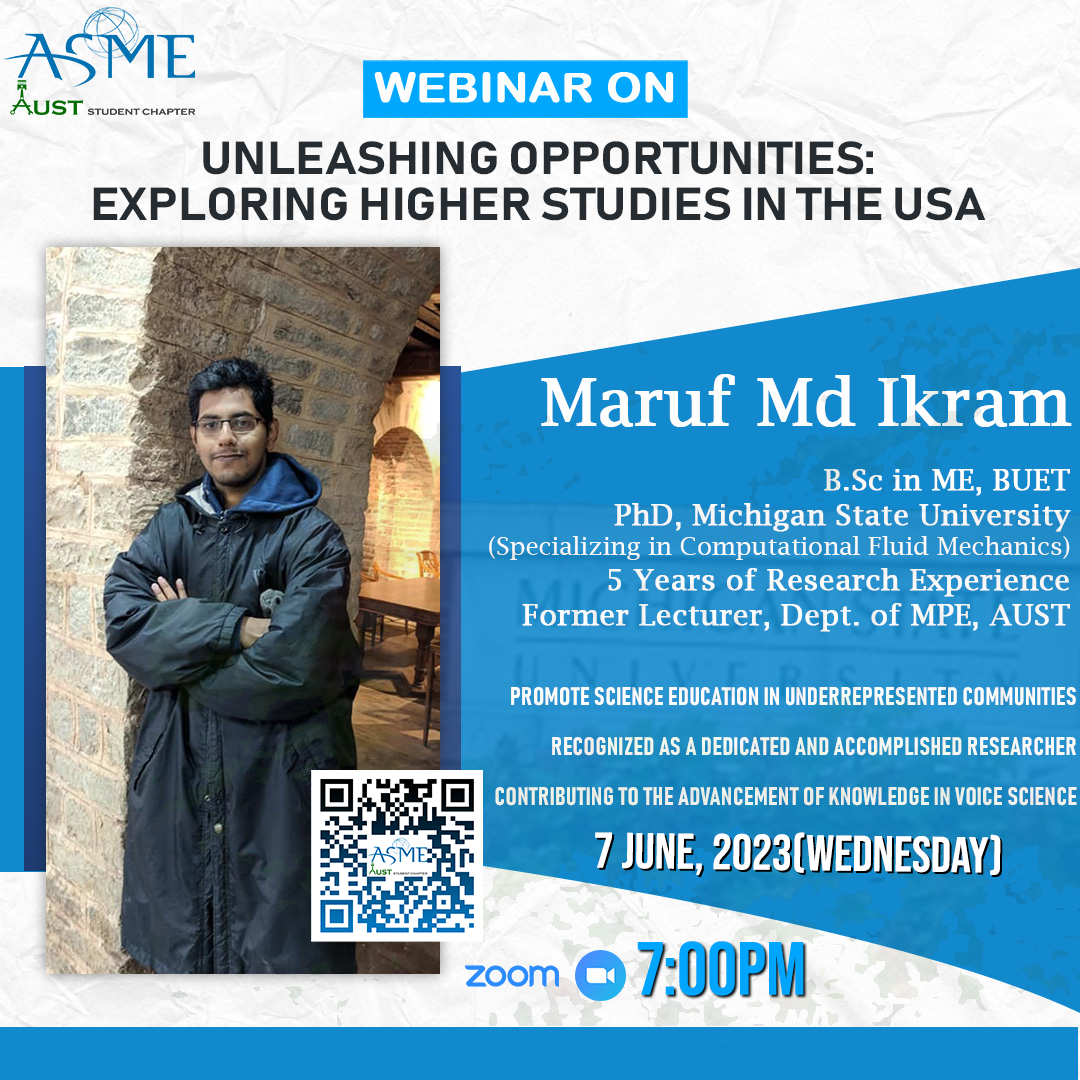 ASME
AUST STUDENT CHAPTER
WEBINAR ON
UNLEASHING OPPORTUNITIES:
EXPLORING HIGHER STUDIES IN THE USA
Maruf Md Ikram
B.Sc in ME, BUET
PhD, Michigan State University
(Specializing in Computational Fluid Mechanics)
5 Years of Research Experience
Former Lecturer, Dept. of MPE, AUST
MICHIGAN STATE
UNIVERSITY
PROMOTE SCIENCE EDUCATION IN UNDERREPRESENTED COMMUNITIES
RECOGNIZED AS A DEDICATED AND ACCOMPLISHED RESEARCHER
CONTRIBUTING TO THE ADVANCEMENT OF KNOWLEDGE IN VOICE SCIENCE
7 JUNE, 2023(WEDNESDAY)
ASME
AUST STUDENT CHAPTER
zoom 7:00PM